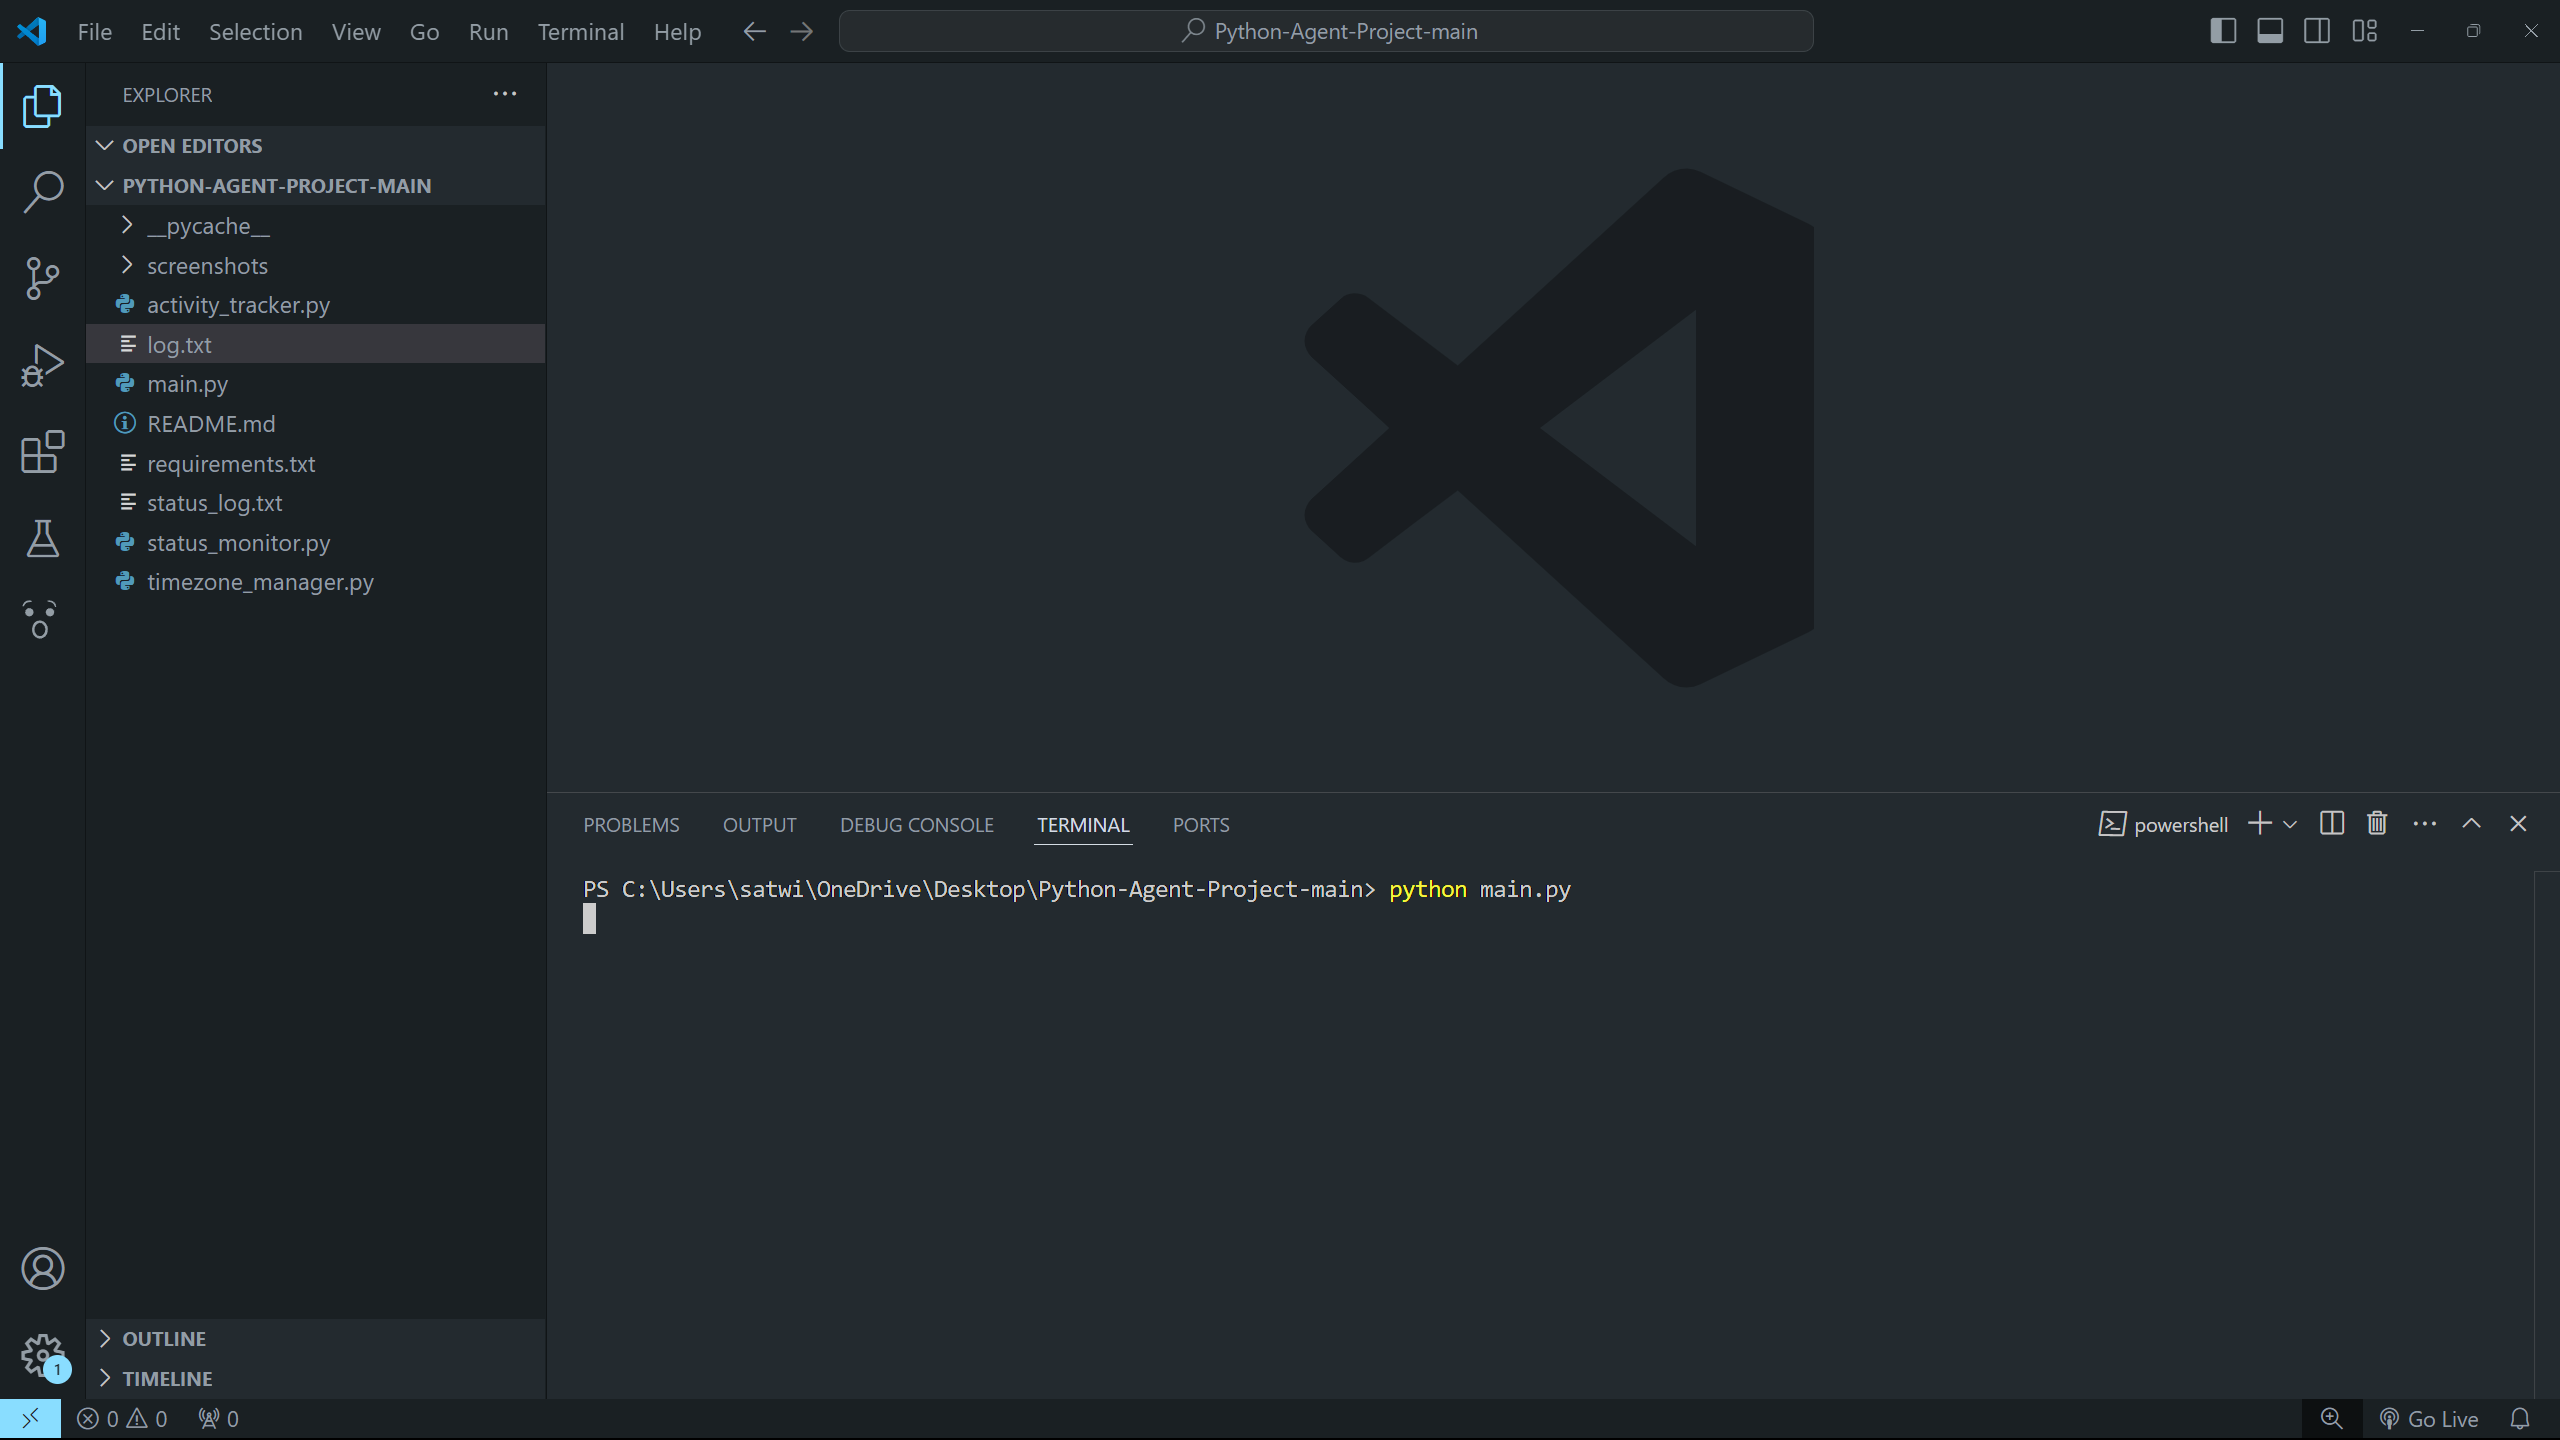 File Edit Selection View Go Run Terminal Help
Python-Agent-Project-main
EXPLORER
OPEN EDITORS
PYTHON-AGENT-PROJECT-MAIN
__pycache__
screenshots
activity_tracker.py
log.txt
main.py
README.md
requirements.txt
status_log.txt
status_monitor.py
timezone_manager.py
OUTLINE
TIMELINE
PROBLEMS OUTPUT DEBUG CONSOLE TERMINAL PORTS
powershell
PS C:\Users\satwi\OneDrive\Desktop\Python-Agent-Project-main> python main.py
1
0 0 0
Go Live